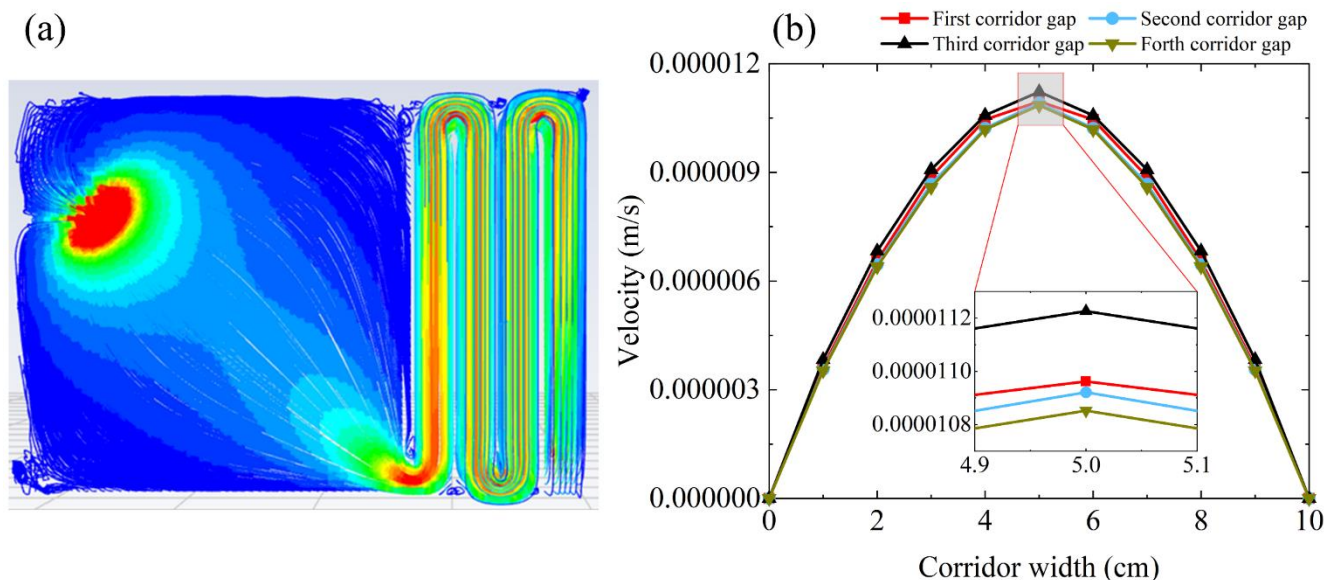 (a)
(b)
First corridor gap
Second corridor gap
Third corridor gap
Forth corridor gap
0.000012
0.000009
0.000006
0.000003
0.000000
Velocity (m/s)
0.0000112
0.0000110
0.0000108
4.9 5.0 5.1
0 2 4 6 8 10
Corridor width (cm)